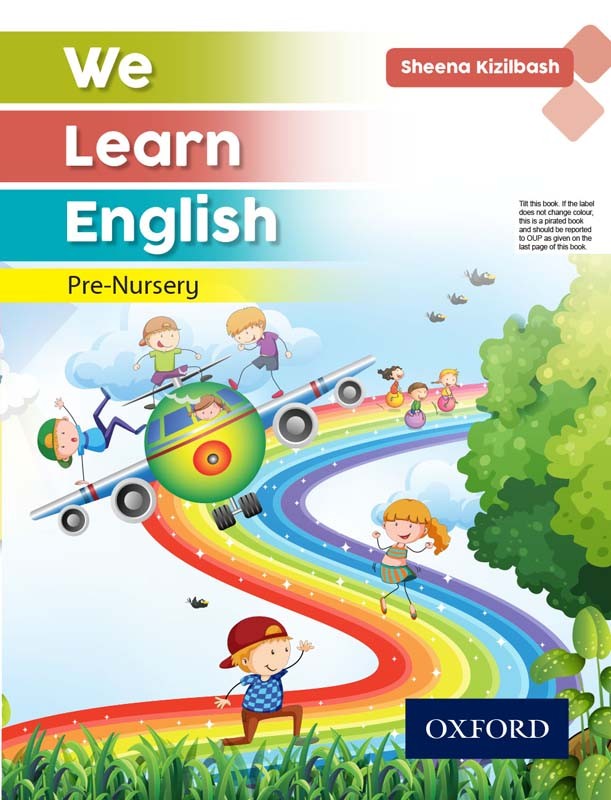 We
Sheena Kizilbash
Learn
English
Tilt this book. If the label
does not change colour,
this is a pirated book
and should be reported
to OUP as given on the
last page of this book.
Pre-Nursery
OXFORD